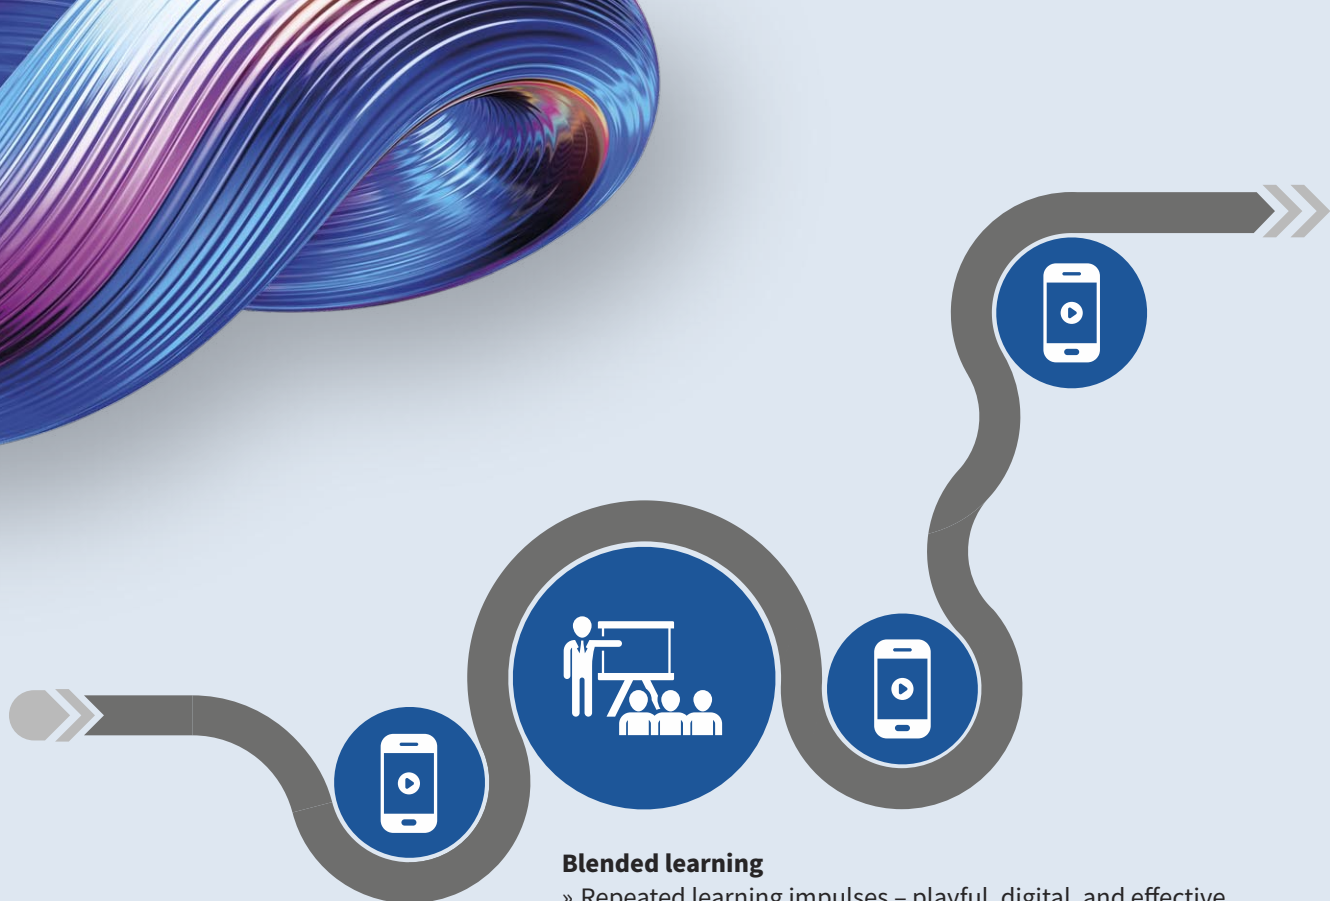 Blended learning
» Repeated learning impulses – playful, digital, and effective